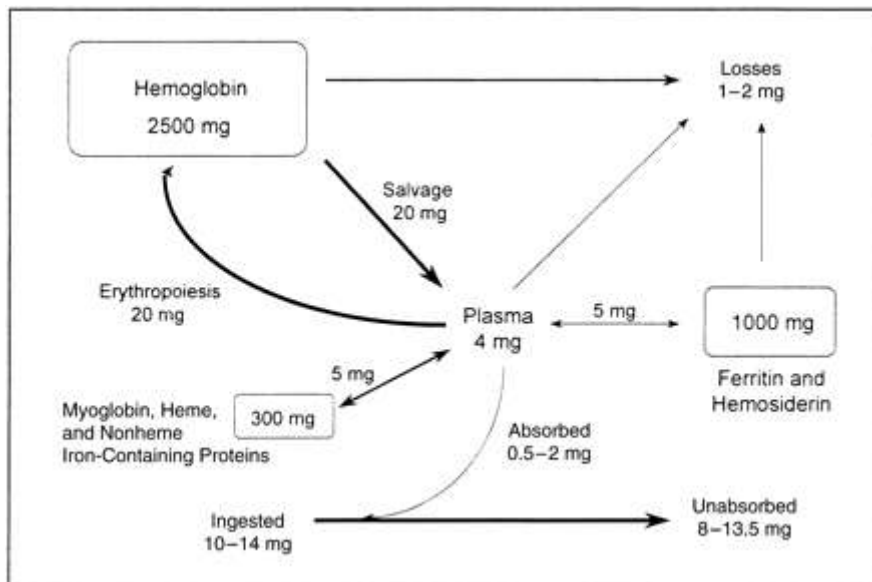 Hemoglobin
2500 mg
Losses
1–2 mg
Salvage
20 mg
Erythropoiesis
20 mg
Plasma
4 mg
5 mg
1000 mg
Ferritin and
Hemosiderin
5 mg
Myoglobin, Heme,
and Nonheme
Iron-Containing Proteins
300 mg
Absorbed
0.5–2 mg
Ingested
10–14 mg
Unabsorbed
8–13.5 mg